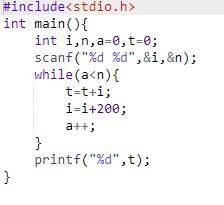 #include<stdio.h>
int main(){
    int i,n,a=0,t=0;
    scanf("%d %d",&i,&n);
    while(a<n){
        t=t+i;
        i=i+200;
        a++;
    }
    printf("%d",t);
}